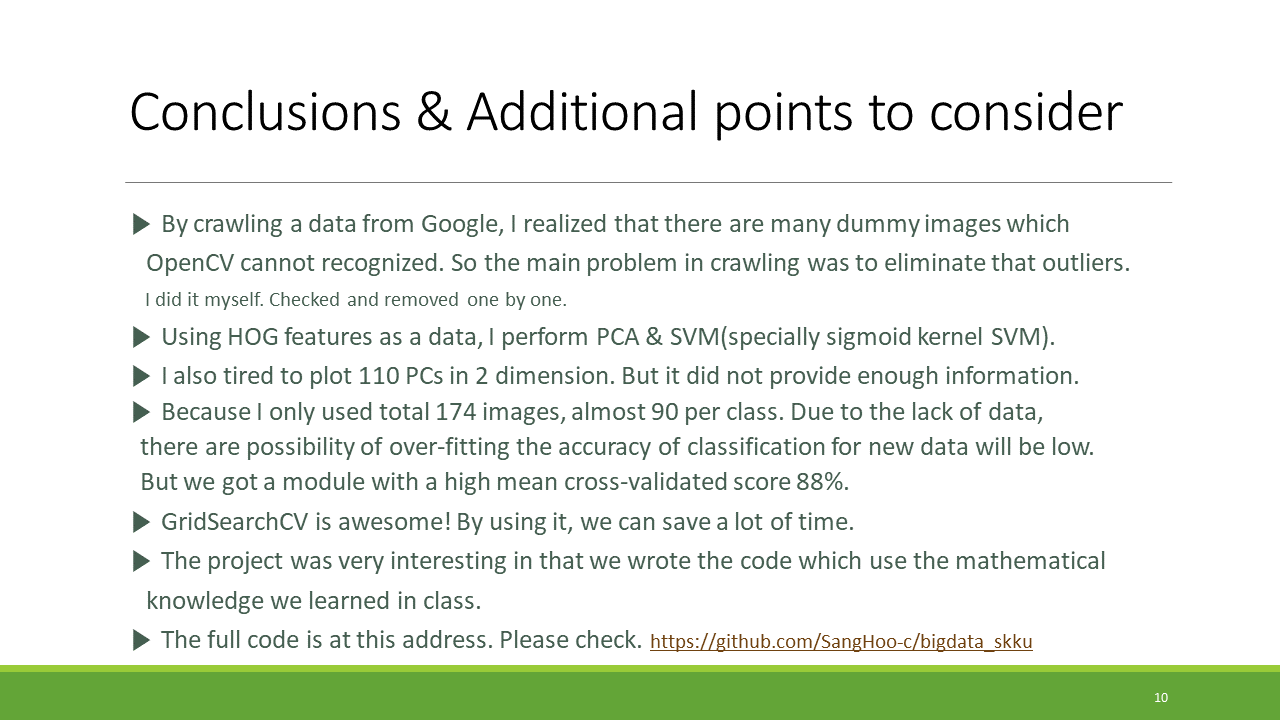 Conclusions & Additional points to consider
▶ By crawling a data from Google, I realized that there are many dummy images which
OpenCV cannot recognized. So the main problem in crawling was to eliminate that outliers.
I did it myself. Checked and removed one by one.
▶ Using HOG features as a data, I perform PCA & SVM(specially sigmoid kernel SVM).
▶ I also tired to plot 110 PCs in 2 dimension. But it did not provide enough information.
▶ Because I only used total 174 images, almost 90 per class. Due to the lack of data,
there are possibility of over-fitting the accuracy of classification for new data will be low.
But we got a module with a high mean cross-validated score 88%.
▶ GridSearchCV is awesome! By using it, we can save a lot of time.
▶ The project was very interesting in that we wrote the code which use the mathematical
knowledge we learned in class.
▶ The full code is at this address. Please check. https://github.com/SangHoo-c/bigdata_skku
10